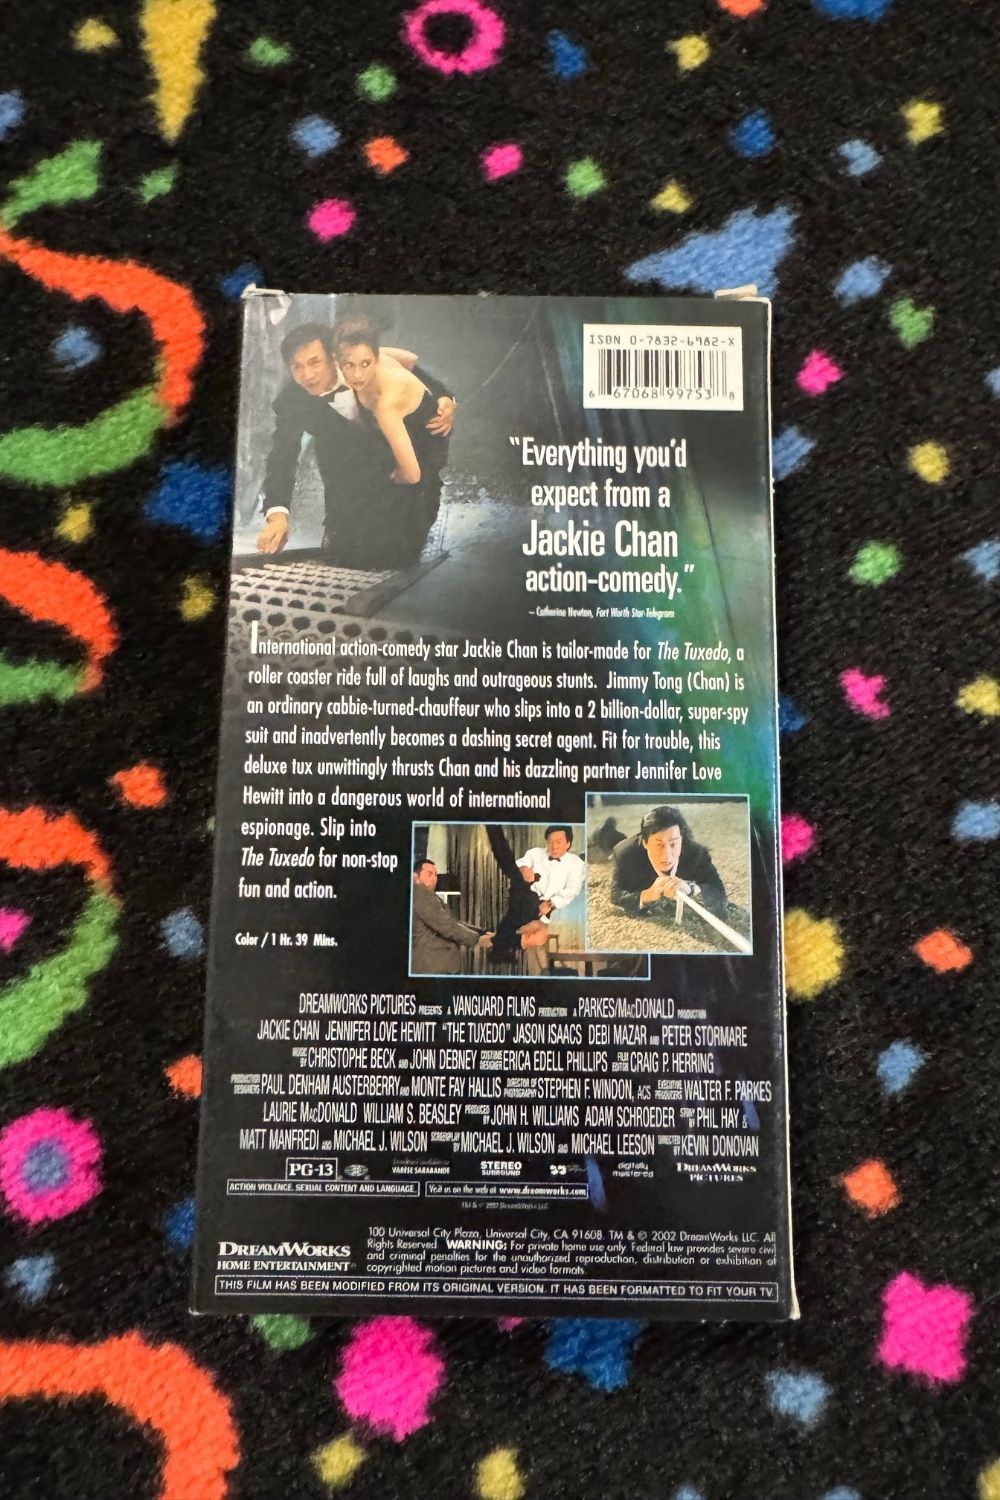 ISBN 0-7832-6982-X
6 67068 99753 8
"Everything you'd
expect from a
Jackie Chan
action-comedy."
– Catherine Newton, Fort Worth Star-Telegram
International action-comedy star Jackie Chan is tailor-made for The Tuxedo, a
roller coaster ride full of laughs and outrageous stunts. Jimmy Tong (Chan) is
an ordinary cabbie-turned-chauffeur who slips into a 2 billion-dollar, super-spy
suit and inadvertently becomes a dashing secret agent. Fit for trouble, this
deluxe tux unwittingly thrusts Chan and his dazzling partner Jennifer Love
Hewitt into a dangerous world of international
espionage. Slip into
The Tuxedo for non-stop
fun and action.
Color / 1 Hr. 39 Mins.
DREAMWORKS PICTURES PRESENTS A VANGUARD FILMS PRODUCTION A PARKES/MACDONALD PRODUCTION
JACKIE CHAN JENNIFER LOVE HEWITT "THE TUXEDO" JASON ISAACS DEBI MAZAR AND PETER STORMARE
MUSIC BY CHRISTOPHE BECK AND JOHN DEBNEY COSTUME DESIGNER ERICA EDELL PHILLIPS FILM EDITOR CRAIG P. HERRING
PRODUCTION DESIGNERS PAUL DENHAM AUSTERBERRY AND MONTE FAY HALLIS DIRECTOR OF PHOTOGRAPHY STEPHEN F. WINDON, ACS EXECUTIVE PRODUCERS WALTER F. PARKES
LAURIE MACDONALD WILLIAM S. BEASLEY PRODUCED BY JOHN H. WILLIAMS ADAM SCHROEDER STORY BY PHIL HAY &
MATT MANFREDI AND MICHAEL J. WILSON SCREENPLAY BY MICHAEL J. WILSON AND MICHAEL LEESON DIRECTED BY KEVIN DONOVAN
PG-13 VARÈSE SARABANDE STEREO SURROUND digitally mastered DREAMWORKS PICTURES
ACTION VIOLENCE, SEXUAL CONTENT AND LANGUAGE. Visit us on the web at www.dreamworks.com
TM & © 2002 DreamWorks LLC
100 Universal City Plaza, Universal City, CA 91608. TM & © 2002 DreamWorks LLC. All
Rights Reserved. WARNING: For private home use only. Federal law provides severe civil
and criminal penalties for the unauthorized reproduction, distribution or exhibition of
copyrighted motion pictures and video formats.
DREAMWORKS
HOME ENTERTAINMENT
THIS FILM HAS BEEN MODIFIED FROM ITS ORIGINAL VERSION. IT HAS BEEN FORMATTED TO FIT YOUR TV.